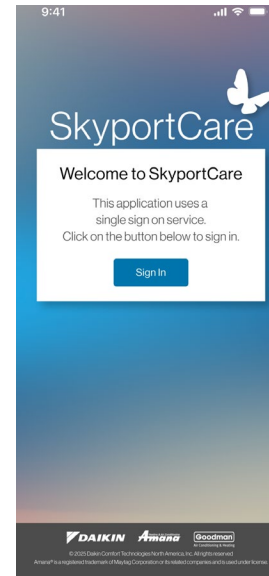 9:41
SkyportCare
Welcome to SkyportCare
This application uses a
single sign on service.
Click on the button below to sign in.
Sign In
DAIKIN
Amana
Goodman
Air Conditioning & Heating
© 2025 Daikin Comfort Technologies North America, Inc. All rights reserved
Amana® is a registered trademark of Maytag Corporation or its related companies and is used under license.